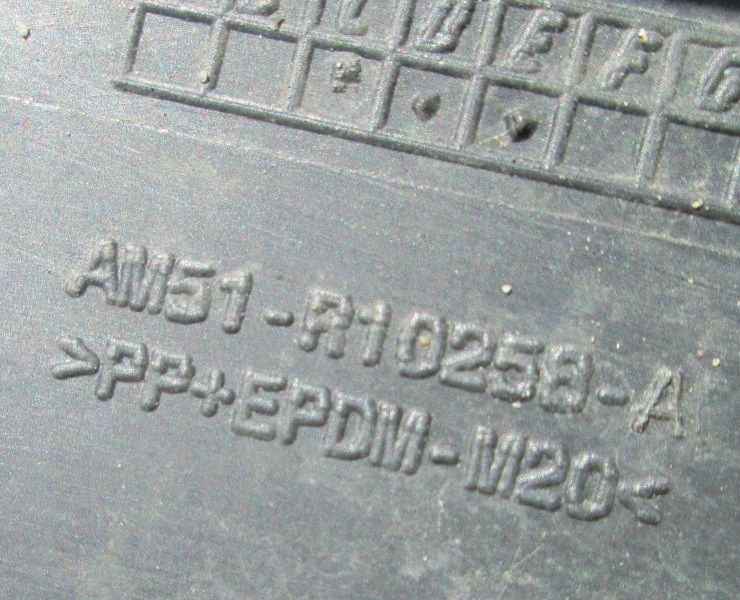 B C D E F G
AM51-R10258-A
>PP+EPDM-M20<